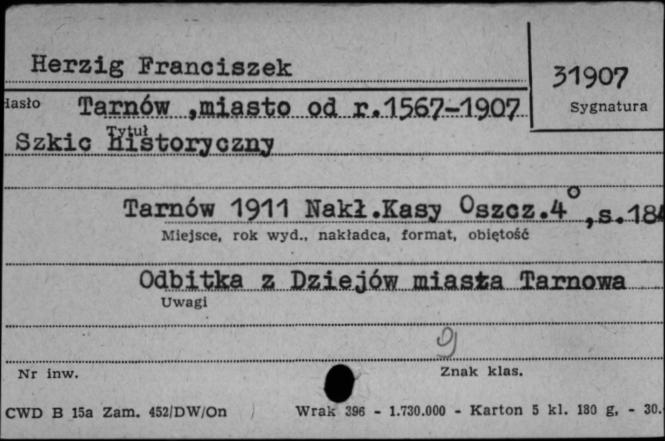 Herzig Franciszek
31907
Hasło Tarnów ,miasto od r.1567-1907
Sygnatura
Tytuł
Szkic Historyczny
Tarnów 1911 Nakł.Kasy Oszcz.4° ,s.184
Miejsce, rok wyd., nakładca, format, objętość
Odbitka z Dziejów miasta Tarnowa
Uwagi
9
Nr inw.
Znak klas.
CWD B 15a Zam. 452/DW/On Wrak 396 - 1.730.000 - Karton 5 kl. 180 g, - 30.